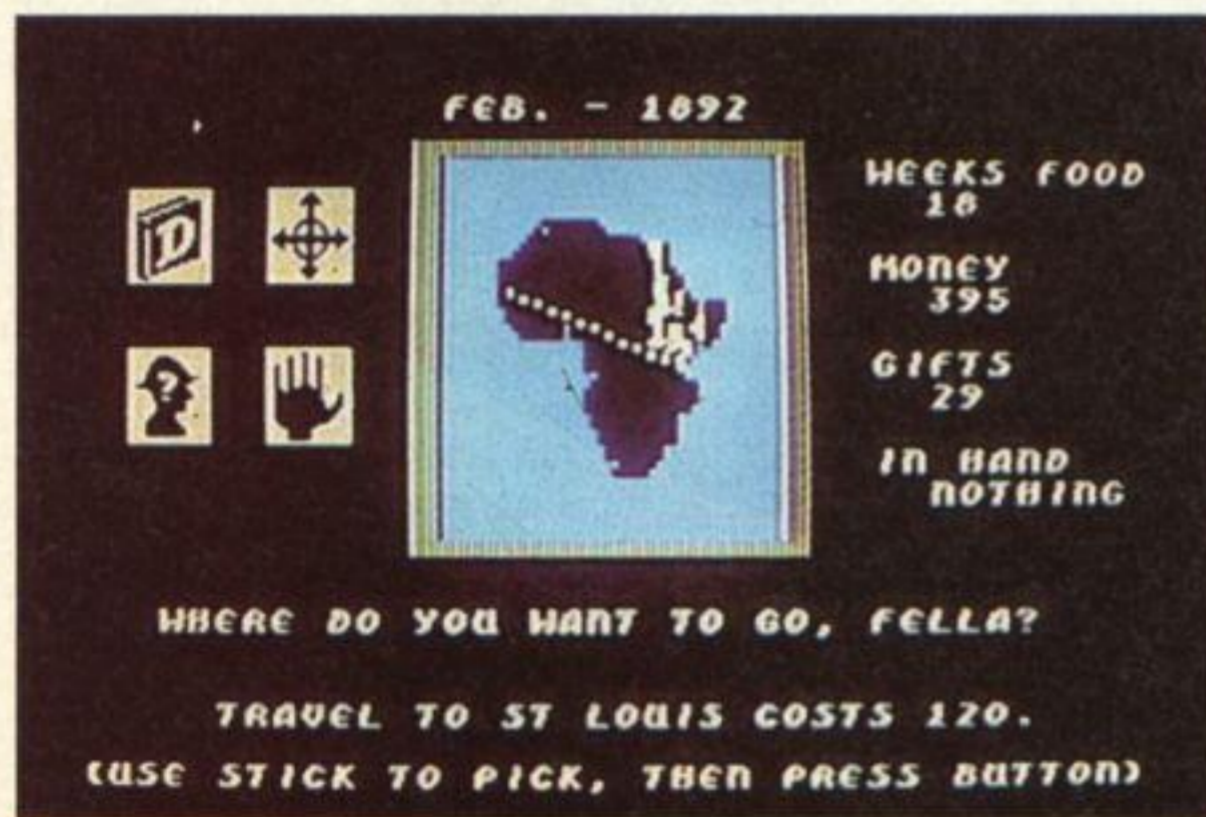 FEB. - 1892
WEEKS FOOD
18
MONEY
395
GIFTS
29
IN HAND
NOTHING
D
?
WHERE DO YOU WANT TO GO, FELLA?
TRAVEL TO ST LOUIS COSTS 120.
(USE STICK TO PICK, THEN PRESS BUTTON)